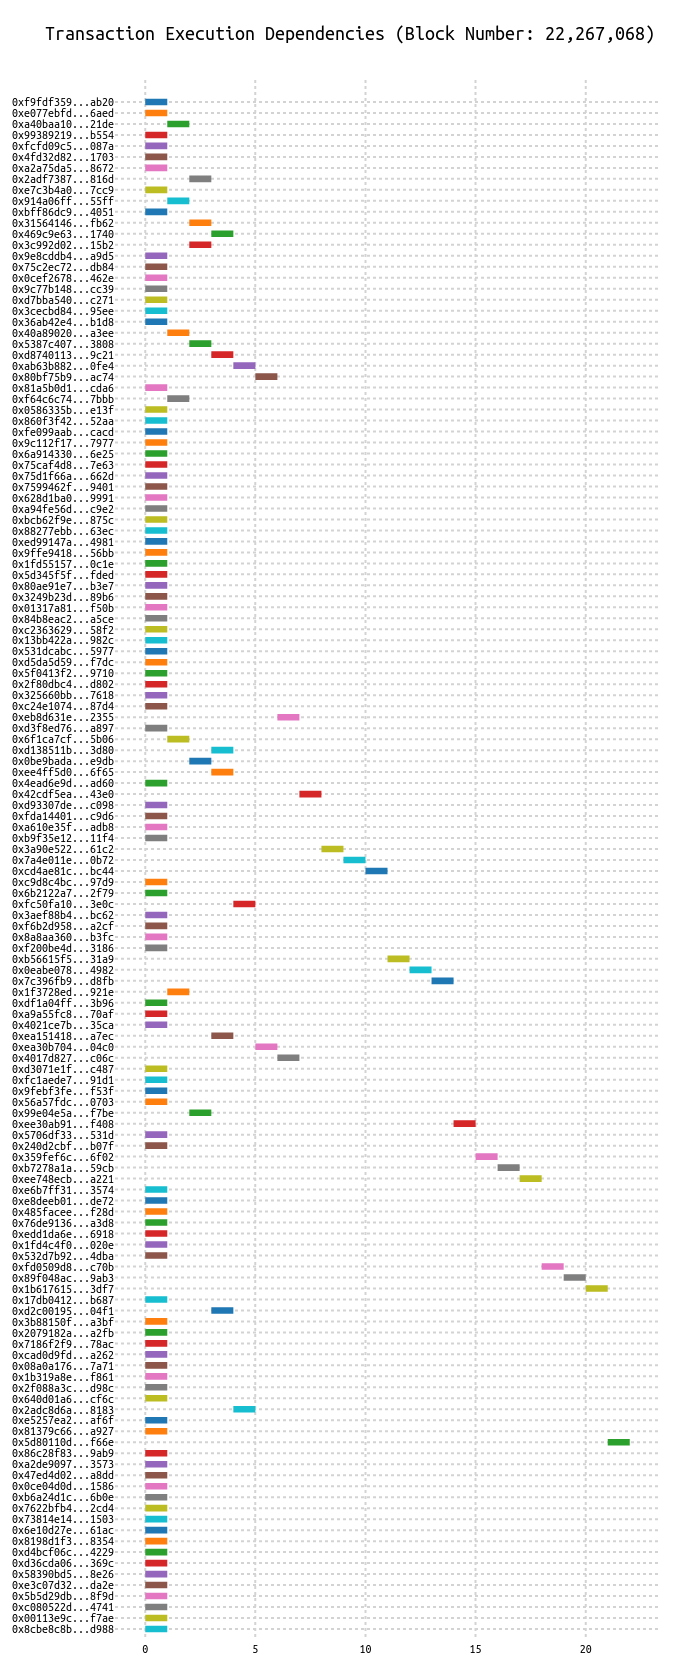 Transaction Execution Dependencies (Block Number: 22,267,068)
0xf9fdf359...ab20
0xe077ebfd...6aed
0xa40baa10...21de
0x99389219...b554
0xfcfd09c5...087a
0x4fd32d82...1703
0xa2a75da5...8672
0x2adf7387...816d
0xe7c3b4a0...7cc9
0x914a06ff...55ff
0xbff86dc9...4051
0x31564146...fb62
0x469c9e63...1740
0x3c992d02...15b2
0x9e8cddb4...a9d5
0x75c2ec72...db84
0x0cef2678...462e
0x9c77b148...cc39
0xd7bba540...c271
0x3cecbd84...95ee
0x36ab42e4...b1d8
0x40a89020...a3ee
0x5387c407...3808
0xd8740113...9c21
0xab63b882...0fe4
0x80bf75b9...ac74
0x81a5b0d1...cda6
0xf64c6c74...7bbb
0x0586335b...e13f
0x860f3f42...52aa
0xfe099aab...cacd
0x9c112f17...7977
0x6a914330...6e25
0x75caf4d8...7e63
0x75d1f66a...662d
0x7599462f...9401
0x628d1ba0...9991
0xa94fe56d...c9e2
0xbcb62f9e...875c
0x88277ebb...63ec
0xed99147a...4981
0x9ffe9418...56bb
0x1fd55157...0c1e
0x5d345f5f...fded
0x80ae91e7...b3e7
0x3249b23d...89b6
0x01317a81...f50b
0x84b8eac2...a5ce
0xc2363629...58f2
0x13bb422a...982c
0x531dcabc...5977
0xd5da5d59...f7dc
0x5f0413f2...9710
0x2f80dbc4...d802
0x325660bb...7618
0xc24e1074...87d4
0xeb8d631e...2355
0xd3f8ed76...a897
0x6f1ca7cf...5b06
0xd138511b...3d80
0x0be9bada...e9db
0xee4ff5d0...6f65
0x4ead6e9d...ad60
0x42cdf5ea...43e0
0xd93307de...c098
0xfda14401...c9d6
0xa610e35f...adb8
0xb9f35e12...11f4
0x3a90e522...61c2
0x7a4e011e...0b72
0xcd4ae81c...bc44
0xc9d8c4bc...97d9
0x6b2122a7...2f79
0xfc50fa10...3e0c
0x3aef88b4...bc62
0xf6b2d958...a2cf
0x8a8aa360...b3fc
0xf200be4d...3186
0xb56615f5...31a9
0x0eabe078...4982
0x7c396fb9...d8fb
0x1f3728ed...921e
0xdf1a04ff...3b96
0xa9a55fc8...70af
0x4021ce7b...35ca
0xea151418...a7ec
0xea30b704...04c0
0x4017d827...c06c
0xd3071e1f...c487
0xfc1aede7...91d1
0x9febf3fe...f53f
0x56a57fdc...0703
0x99e04e5a...f7be
0xee30ab91...f408
0x5706df33...531d
0x240d2cbf...b07f
0x359fef6c...6f02
0xb7278a1a...59cb
0xee748ecb...a221
0xe6b7ff31...3574
0xe8deeb01...de72
0x485facee...f28d
0x76de9136...a3d8
0xedd1da6e...6918
0x1fd4c4f0...020e
0x532d7b92...4dba
0xfd0509d8...c70b
0x89f048ac...9ab3
0x1b617615...3df7
0x17db0412...b687
0xd2c00195...04f1
0x3b88150f...a3bf
0x2079182a...a2fb
0x7186f2f9...78ac
0xcad0d9fd...a262
0x08a0a176...7a71
0x1b319a8e...f861
0x2f088a3c...d98c
0x640d01a6...cf6c
0x2adc8d6a...8183
0xe5257ea2...af6f
0x81379c66...a927
0x5d80110d...f66e
0x86c28f83...9ab9
0xa2de9097...3573
0x47ed4d02...a8dd
0x0ce04d0d...1586
0xb6a24d1c...6b0e
0x7622bfb4...2cd4
0x73814e14...1503
0x6e10d27e...61ac
0x8198d1f3...8354
0xd4bcf06c...4229
0xd36cda06...369c
0x58390bd5...8e26
0xe3c07d32...da2e
0x5b5d29db...8f9d
0xc080522d...4741
0x00113e9c...f7ae
0x8cbe8c8b...d988
0 5 10 15 20